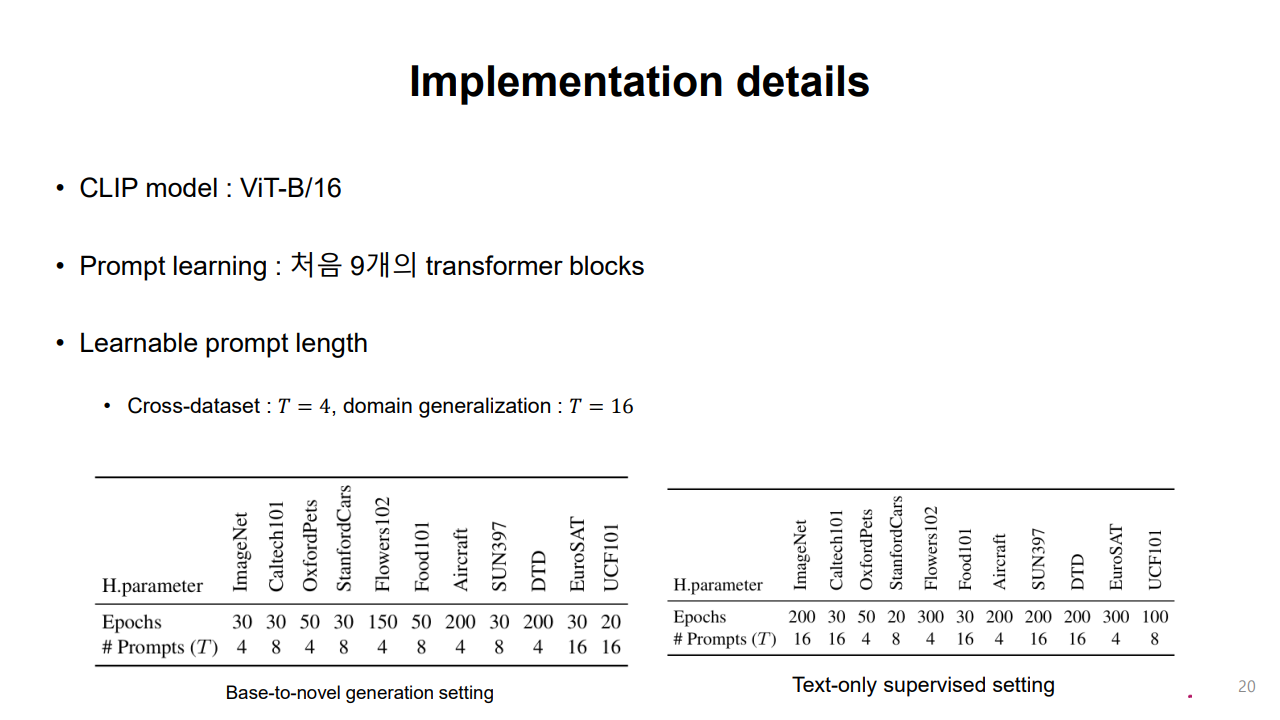 Implementation details
• CLIP model : ViT-B/16
• Prompt learning : 처음 9개의 transformer blocks
• Learnable prompt length
• Cross-dataset : 𝑇 = 4, domain generalization : 𝑇 = 16
H.parameter ImageNet Caltech101 OxfordPets StanfordCars Flowers102 Food101 Aircraft SUN397 DTD EuroSAT UCF101
Epochs 30 30 50 30 150 50 200 30 200 30 20
# Prompts (T) 4 8 4 8 4 8 4 8 4 16 16
Base-to-novel generation setting
H.parameter ImageNet Caltech101 OxfordPets StanfordCars Flowers102 Food101 Aircraft SUN397 DTD EuroSAT UCF101
Epochs 200 30 50 20 300 30 200 200 200 300 100
# Prompts (T) 16 16 4 8 4 16 4 16 16 4 8
Text-only supervised setting
20